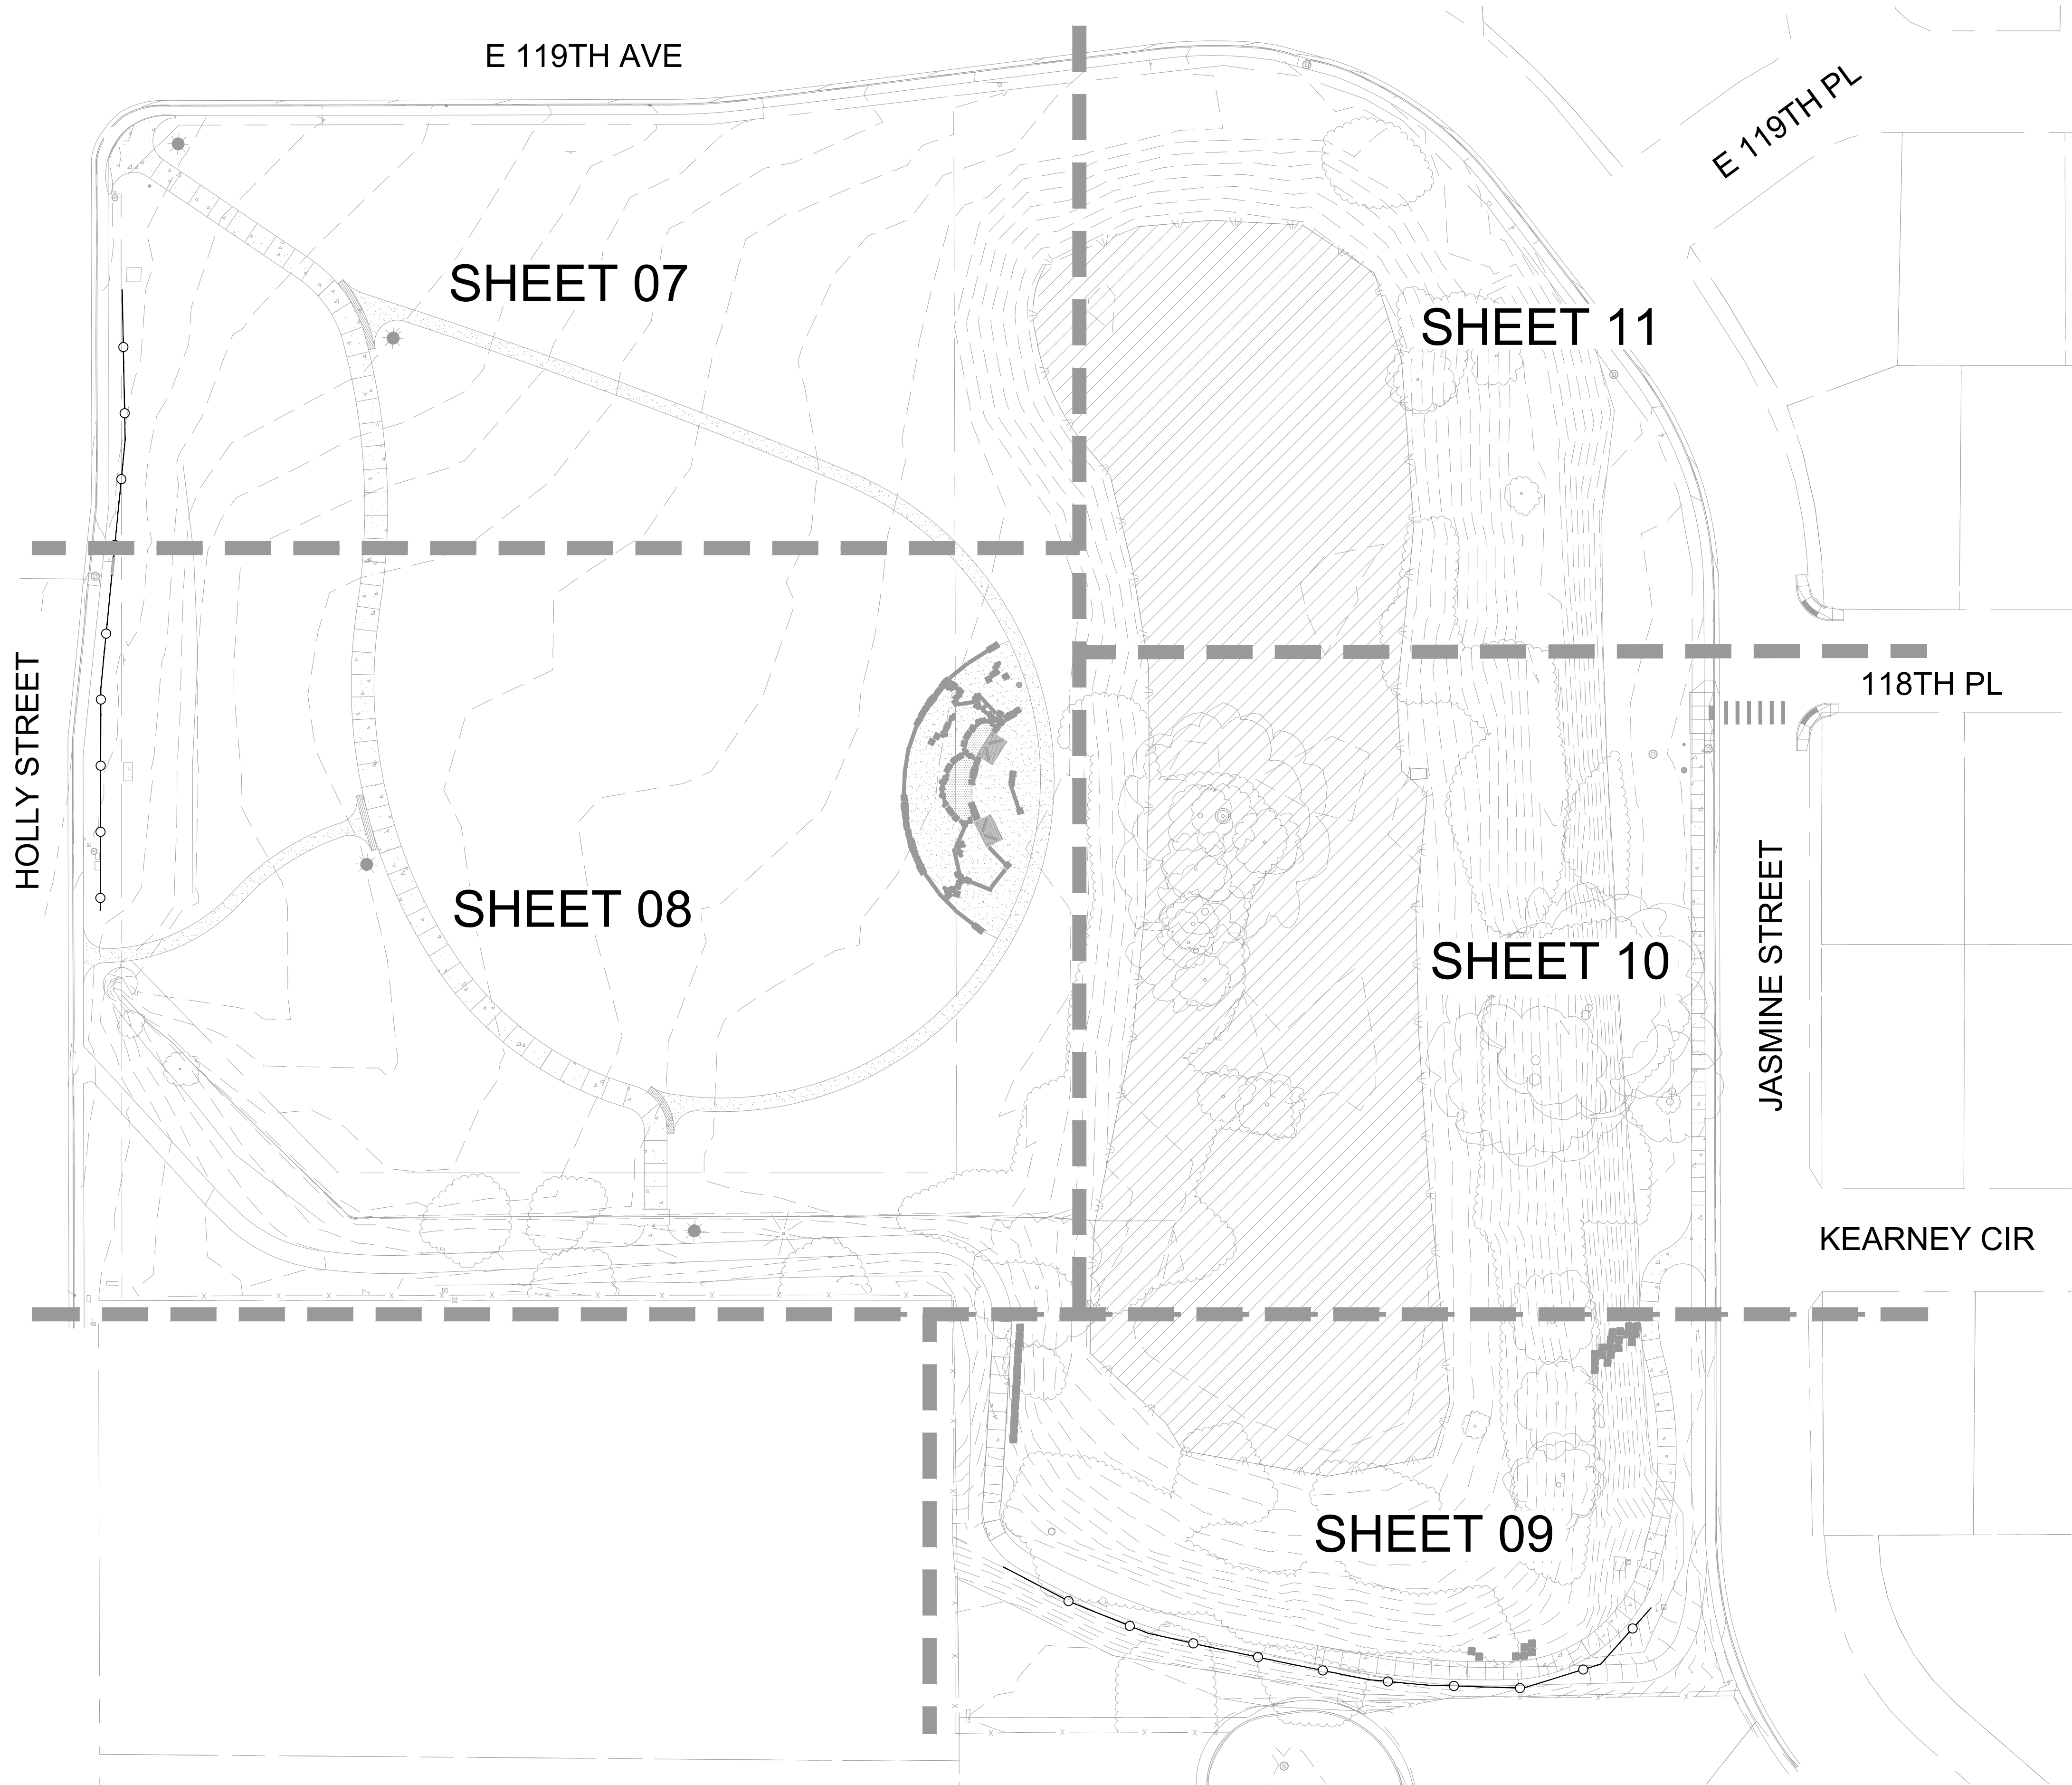 E 119TH AVE
E 119TH PL
SHEET 07
SHEET 11
HOLLY STREET
118TH PL
SHEET 08
SHEET 10
JASMINE STREET
KEARNEY CIR
SHEET 09